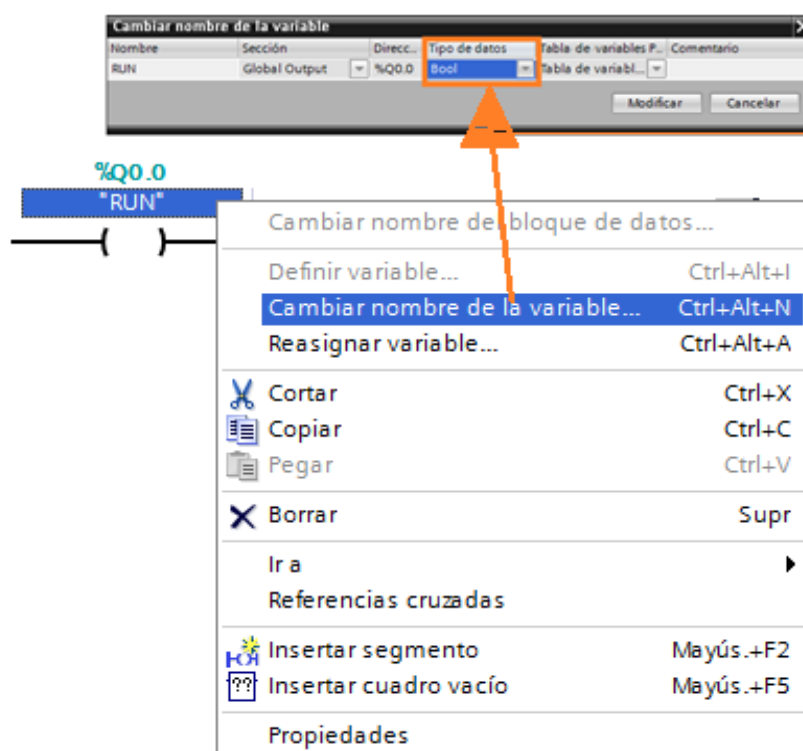 Cambiar nombre de la variable
Nombre Sección Direcc... Tipo de datos Tabla de variables P... Comentario
RUN Global Output %Q0.0 Bool Tabla de variabl...
Modificar Cancelar
%Q0.0
"RUN"
Cambiar nombre del bloque de datos...
Definir variable... Ctrl+Alt+I
Cambiar nombre de la variable... Ctrl+Alt+N
Reasignar variable... Ctrl+Alt+A
Cortar Ctrl+X
Copiar Ctrl+C
Pegar Ctrl+V
Borrar Supr
Ir a
Referencias cruzadas
Insertar segmento Mayús.+F2
Insertar cuadro vacío Mayús.+F5
Propiedades